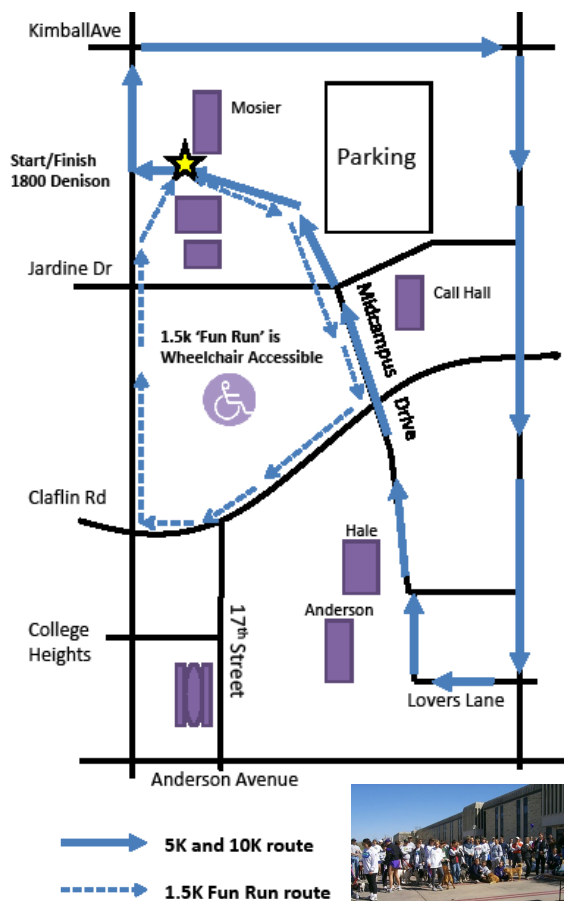 KimballAve
Mosier
Parking
Start/Finish
1800 Denison
Jardine Dr
Call Hall
Midcampus Drive
1.5k 'Fun Run' is
Wheelchair Accessible
Claflin Rd
Hale
Anderson
17th Street
College
Heights
Lovers Lane
Anderson Avenue
5K and 10K route
1.5K Fun Run route